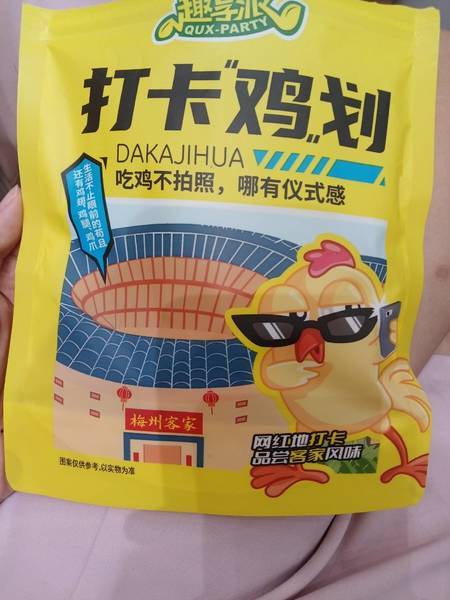 趣享派
QUX-PARTY
打卡“鸡”划
DAKAJIHUA
吃鸡不拍照，哪有仪式感
生活不止眼前的苟且
还有鸡翅、鸡腿、鸡爪
梅州客家
网红地打卡
品尝客家风味
图案仅供参考，以实物为准